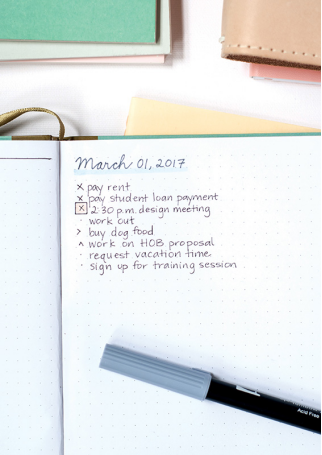 March 01, 2017
x pay rent
x pay student loan payment
x 2:30 p.m. design meeting
· work out
> buy dog food
^ work on HOB proposal
· request vacation time
· sign up for training session
Acid Free